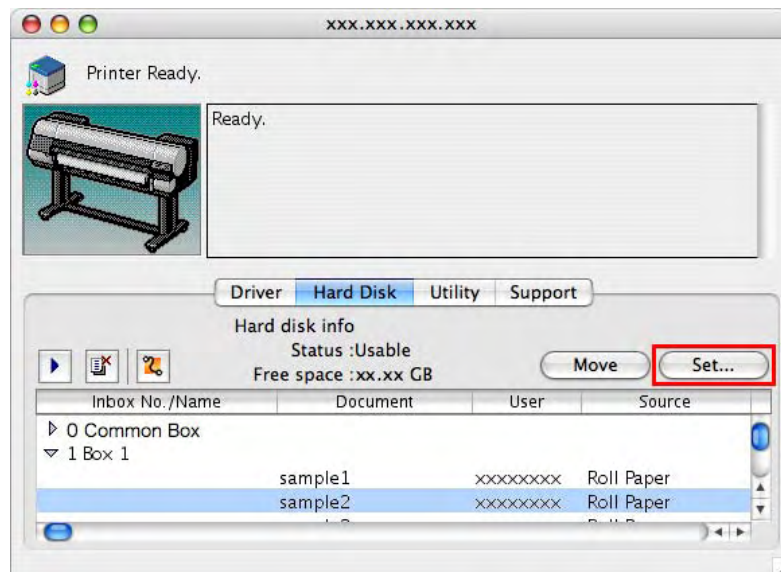 xxx.xxx.xxx.xxx
Printer Ready.
Ready.
Driver Hard Disk Utility Support
Hard disk info
Status :Usable
Free space :xx.xx GB
Move Set...
Inbox No./Name Document User Source
0 Common Box
1 Box 1
sample1 xxxxxxxx Roll Paper
sample2 xxxxxxxx Roll Paper